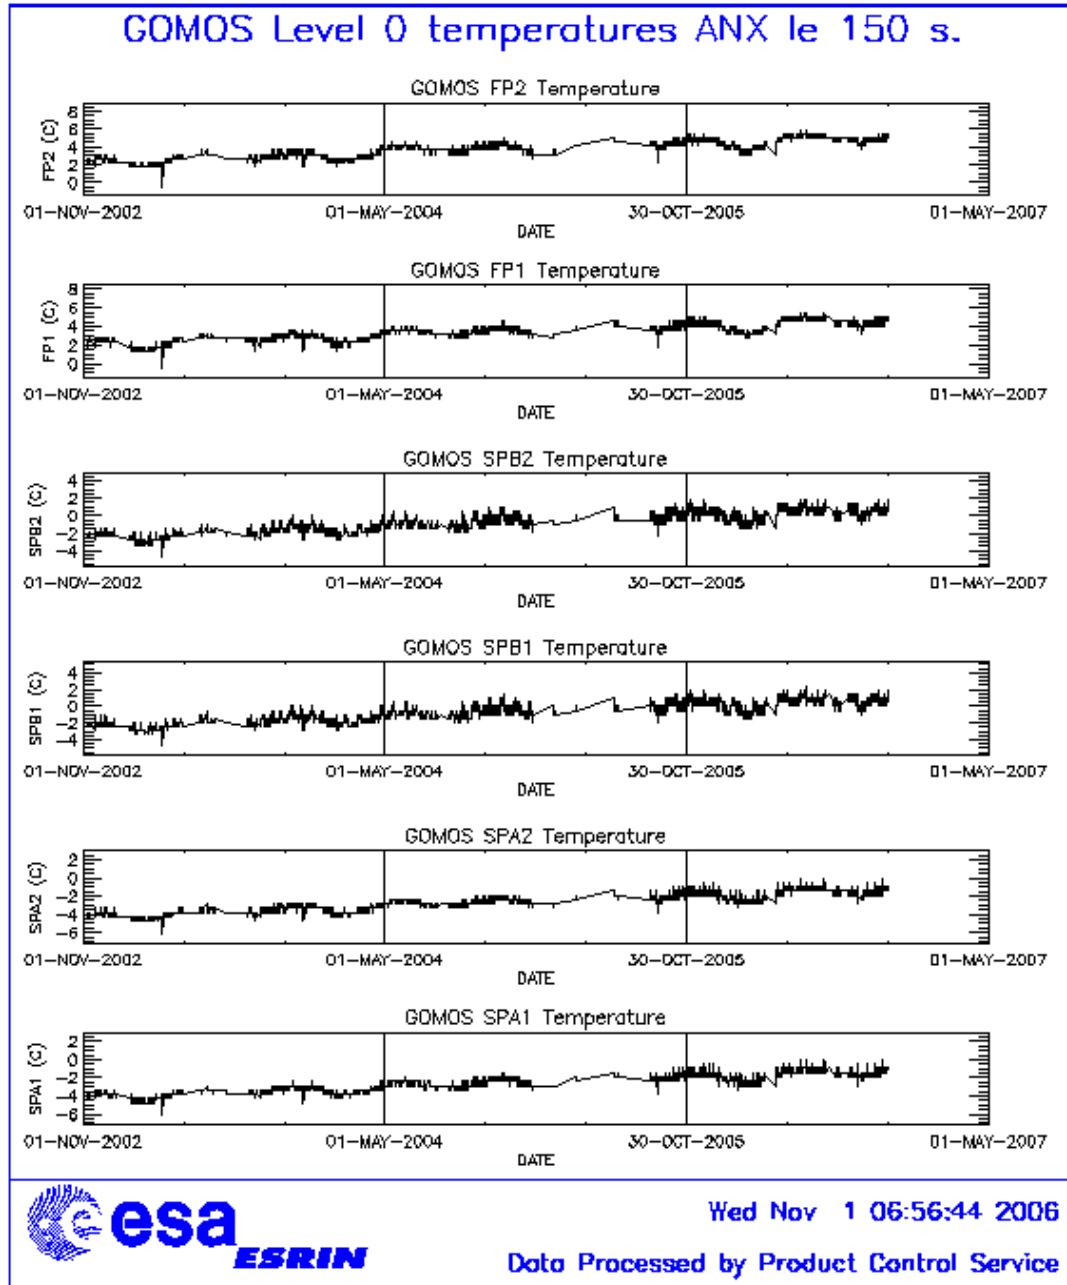 GOMOS Level 0 temperatures ANX le 150 s.
GOMOS FP2 Temperature
FP2 (C)
8
6
4
2
0
01-NOV-2002 01-MAY-2004 30-OCT-2005 01-MAY-2007
DATE
GOMOS FP1 Temperature
FP1 (C)
8
6
4
2
0
01-NOV-2002 01-MAY-2004 30-OCT-2005 01-MAY-2007
DATE
GOMOS SPB2 Temperature
SPB2 (C)
4
2
0
-2
-4
01-NOV-2002 01-MAY-2004 30-OCT-2005 01-MAY-2007
DATE
GOMOS SPB1 Temperature
SPB1 (C)
4
2
0
-2
-4
01-NOV-2002 01-MAY-2004 30-OCT-2005 01-MAY-2007
DATE
GOMOS SPA2 Temperature
SPA2 (C)
2
0
-2
-4
-6
01-NOV-2002 01-MAY-2004 30-OCT-2005 01-MAY-2007
DATE
GOMOS SPA1 Temperature
SPA1 (C)
2
0
-2
-4
-6
01-NOV-2002 01-MAY-2004 30-OCT-2005 01-MAY-2007
DATE
esa
ESRIN
Wed Nov 1 06:56:44 2006
Data Processed by Product Control Service